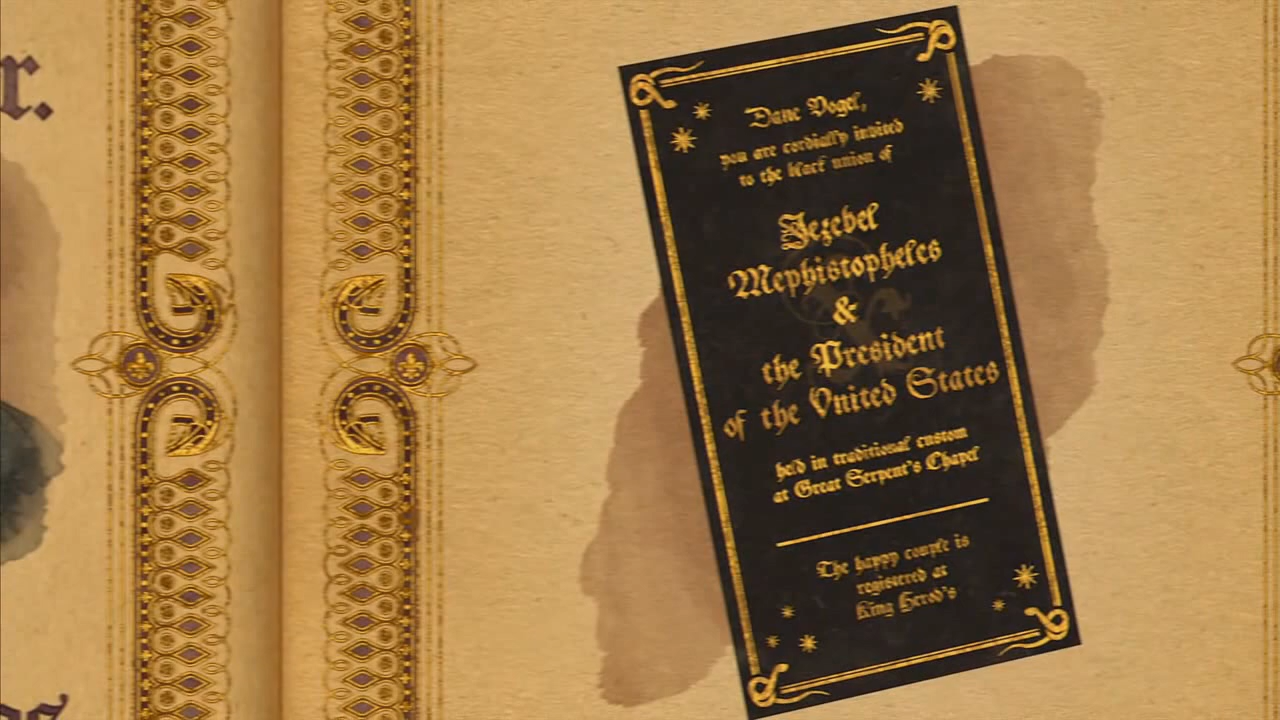 r.
Dane Vogel,
you are cordially invited
to the black union of
Jezebel
Mephistopheles
&
the President
of the United States
held in traditional custom
at Great Serpent's Chapel
The happy couple is
registered at
King Herod's